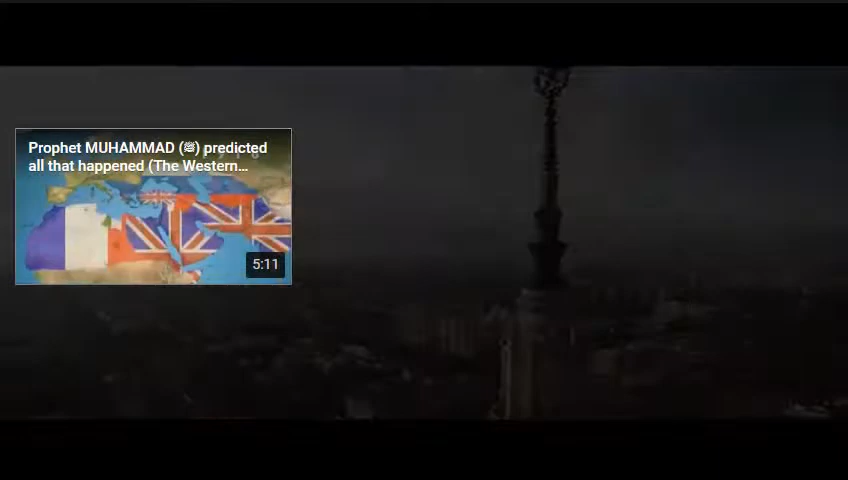 Prophet MUHAMMAD (ﷺ) predicted
all that happened (The Western...
5:11